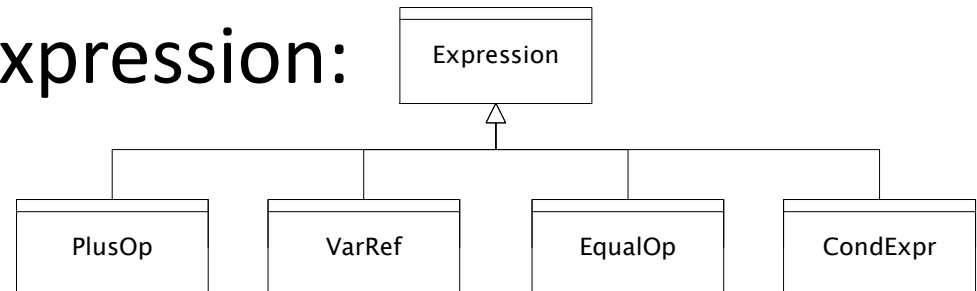 xpression:
Expression
PlusOp
VarRef
EqualOp
CondExpr